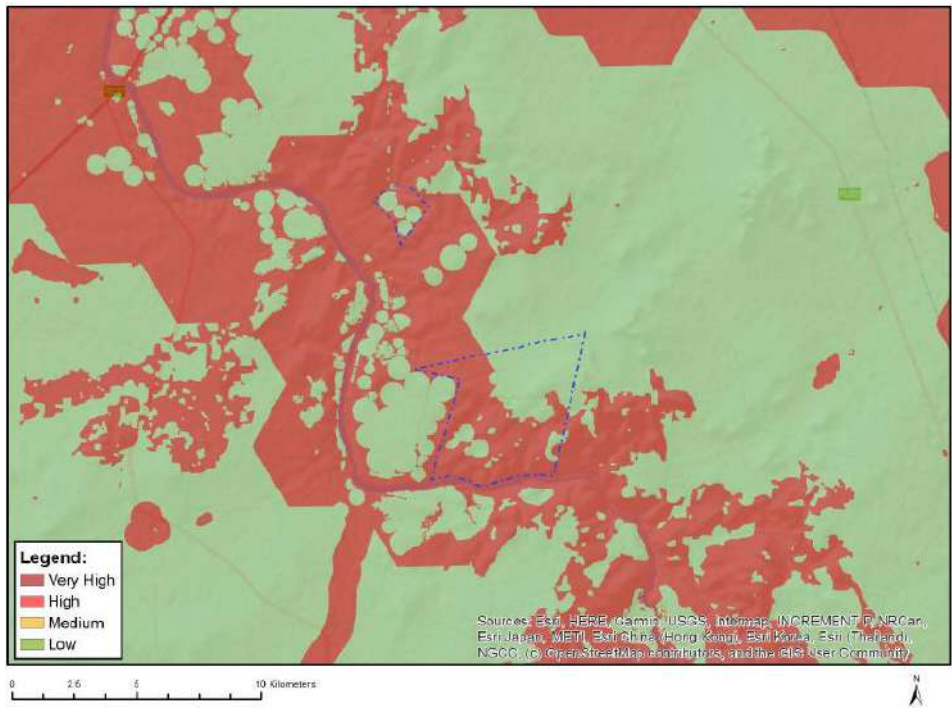 Legend:
Very High
High
Medium
Low
Sources: Esri, HERE, Garmin, USGS, Intermap, INCREMENT P, NRCan,
Esri Japan, METI, Esri China (Hong Kong), Esri Korea, Esri (Thailand),
NGCC, (c) OpenStreetMap contributors, and the GIS User Community
0 2.5 5 10 Kilometers
N